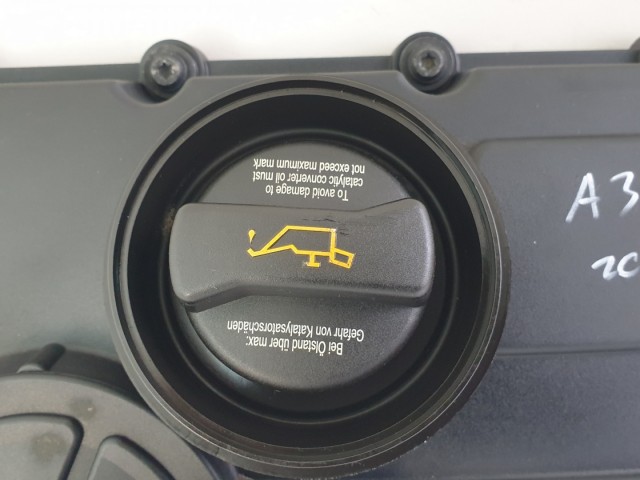 Bei Ölstand über max:
Gefahr von Katalysatorschäden
To avoid damage to
catalytic converter oil must
not exceed maximum
mark
A3
20